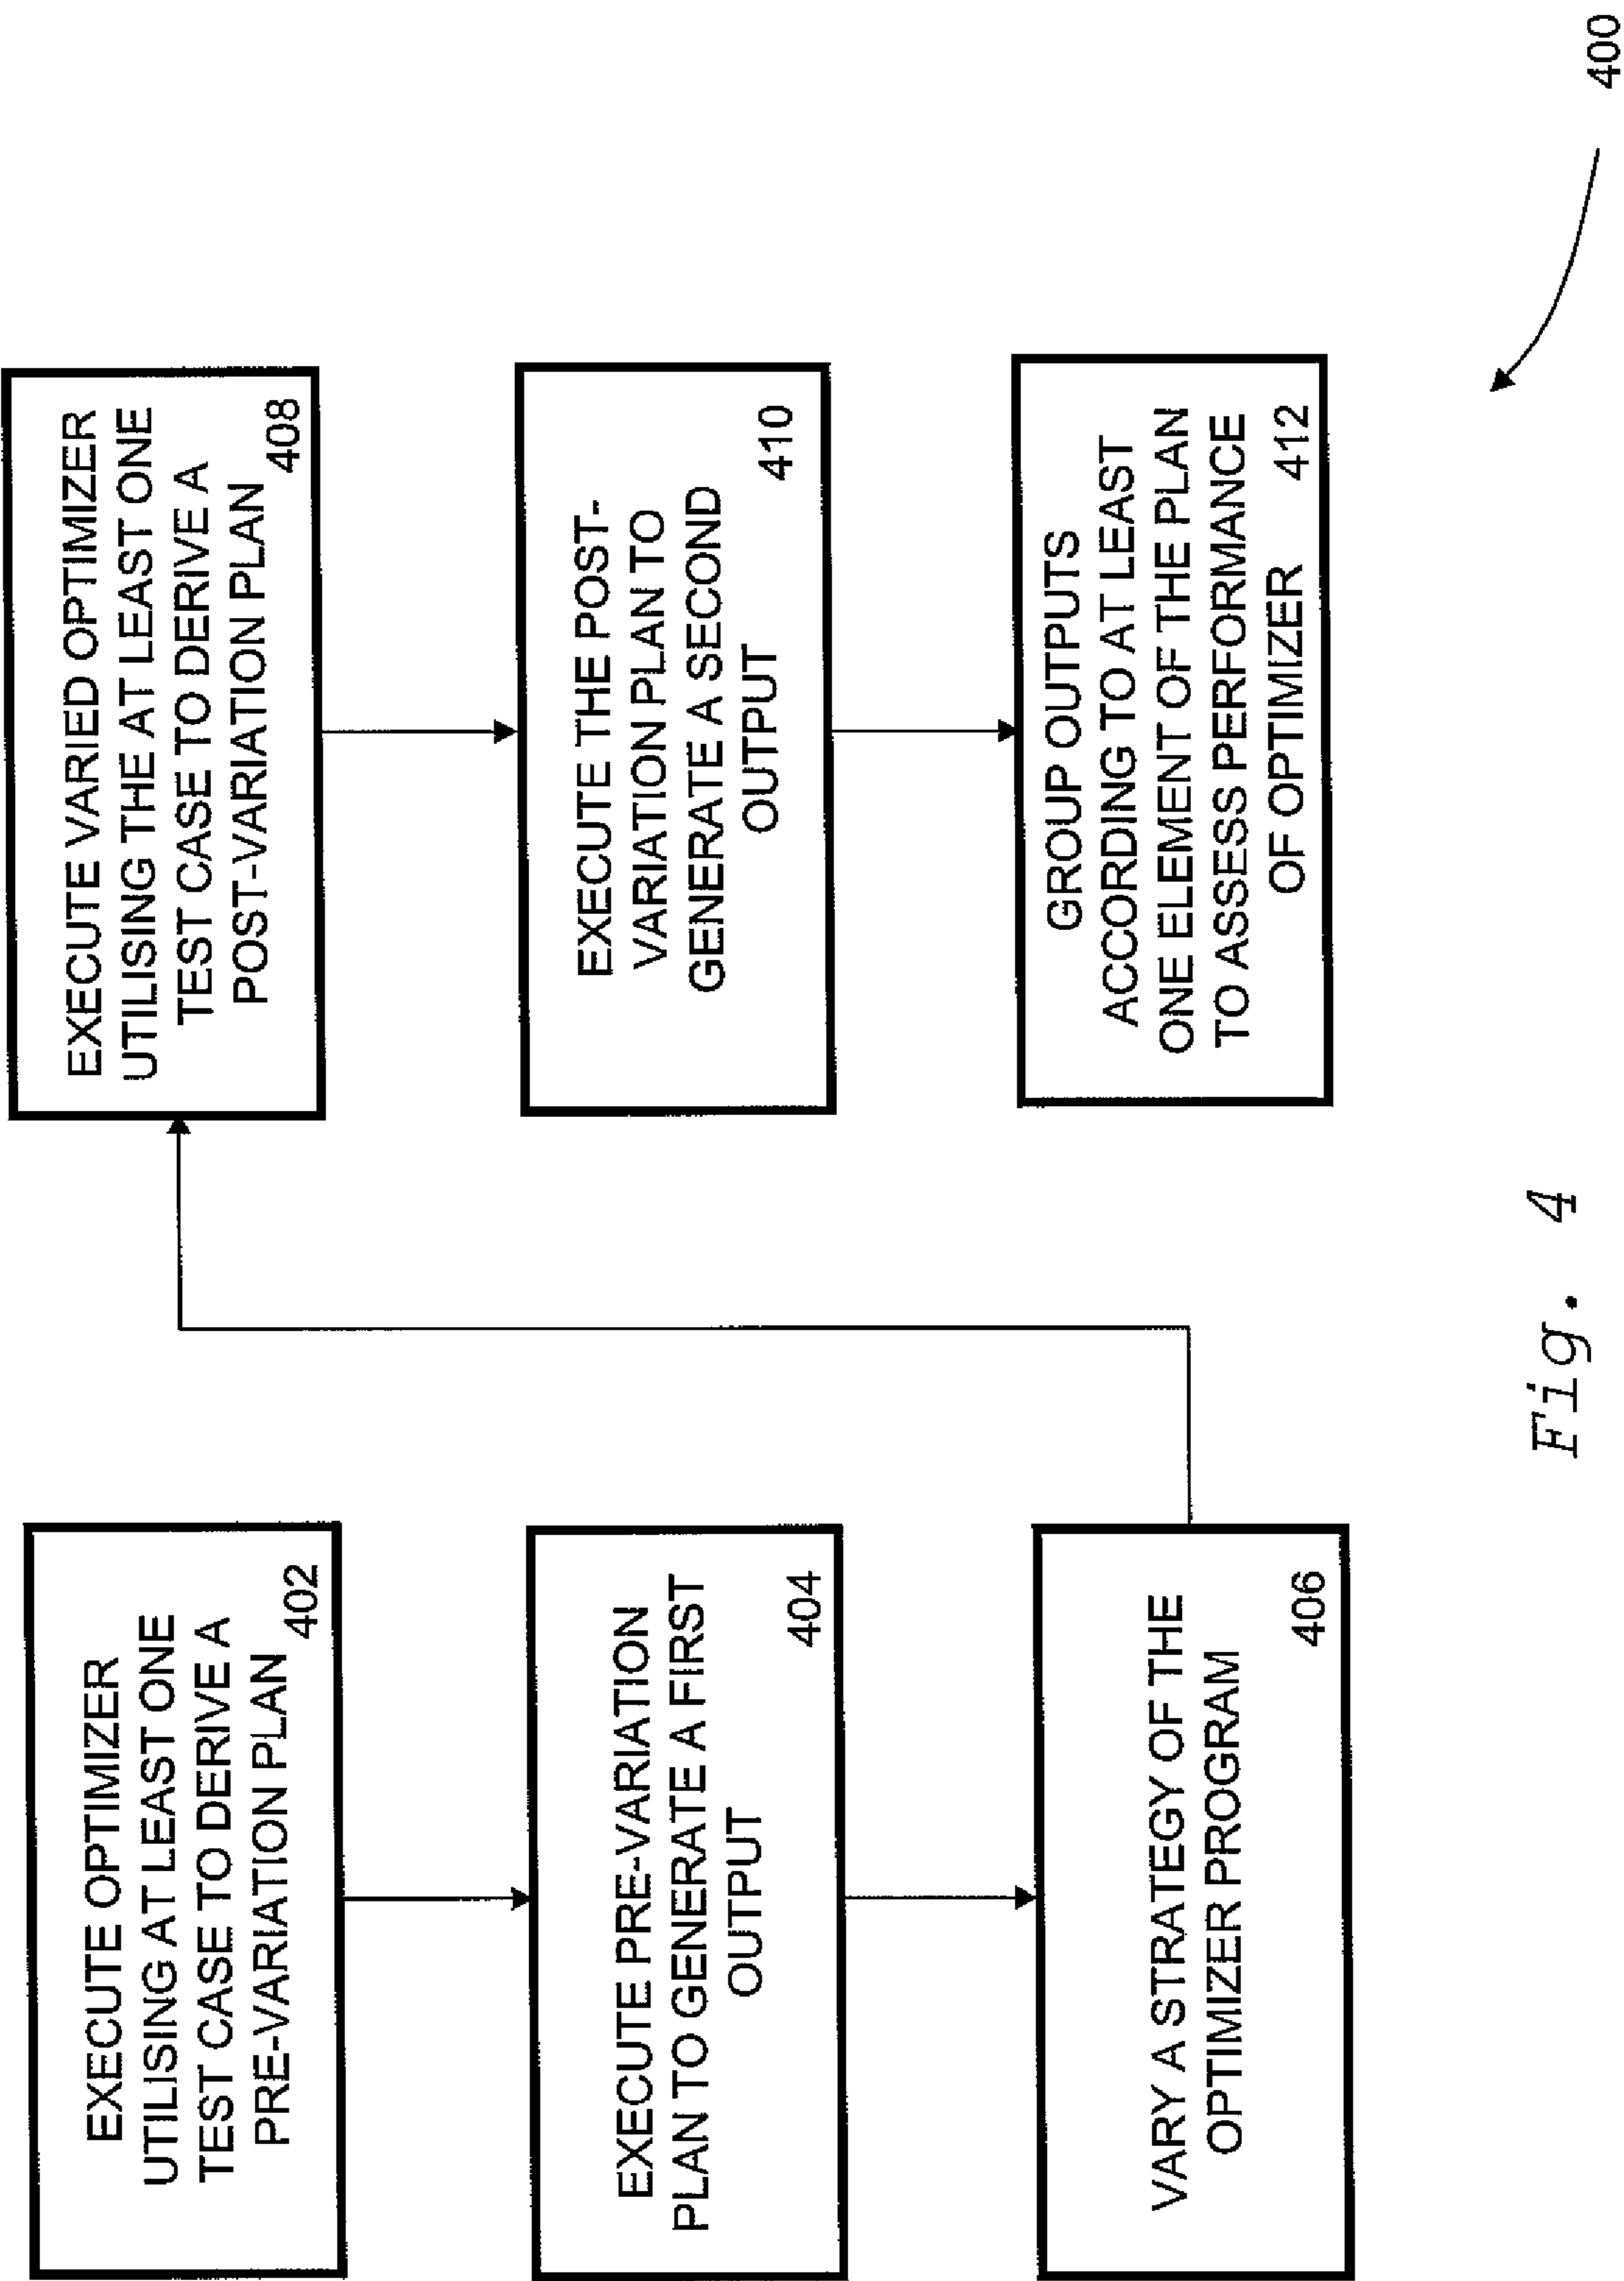 EXECUTE OPTIMIZER
UTILISING AT LEAST ONE
TEST CASE TO DERIVE A
PRE-VARIATION PLAN
402
EXECUTE PRE-VARIATION
PLAN TO GENERATE A FIRST
OUTPUT
404
VARY A STRATEGY OF THE
OPTIMIZER PROGRAM
406
EXECUTE VARIED OPTIMIZER
UTILISING THE AT LEAST ONE
TEST CASE TO DERIVE A
POST-VARIATION PLAN
408
EXECUTE THE POST-
VARIATION PLAN TO
GENERATE A SECOND
OUTPUT
410
GROUP OUTPUTS
ACCORDING TO AT LEAST
ONE ELEMENT OF THE PLAN
TO ASSESS PERFORMANCE
OF OPTIMIZER 412
400
Fig. 4